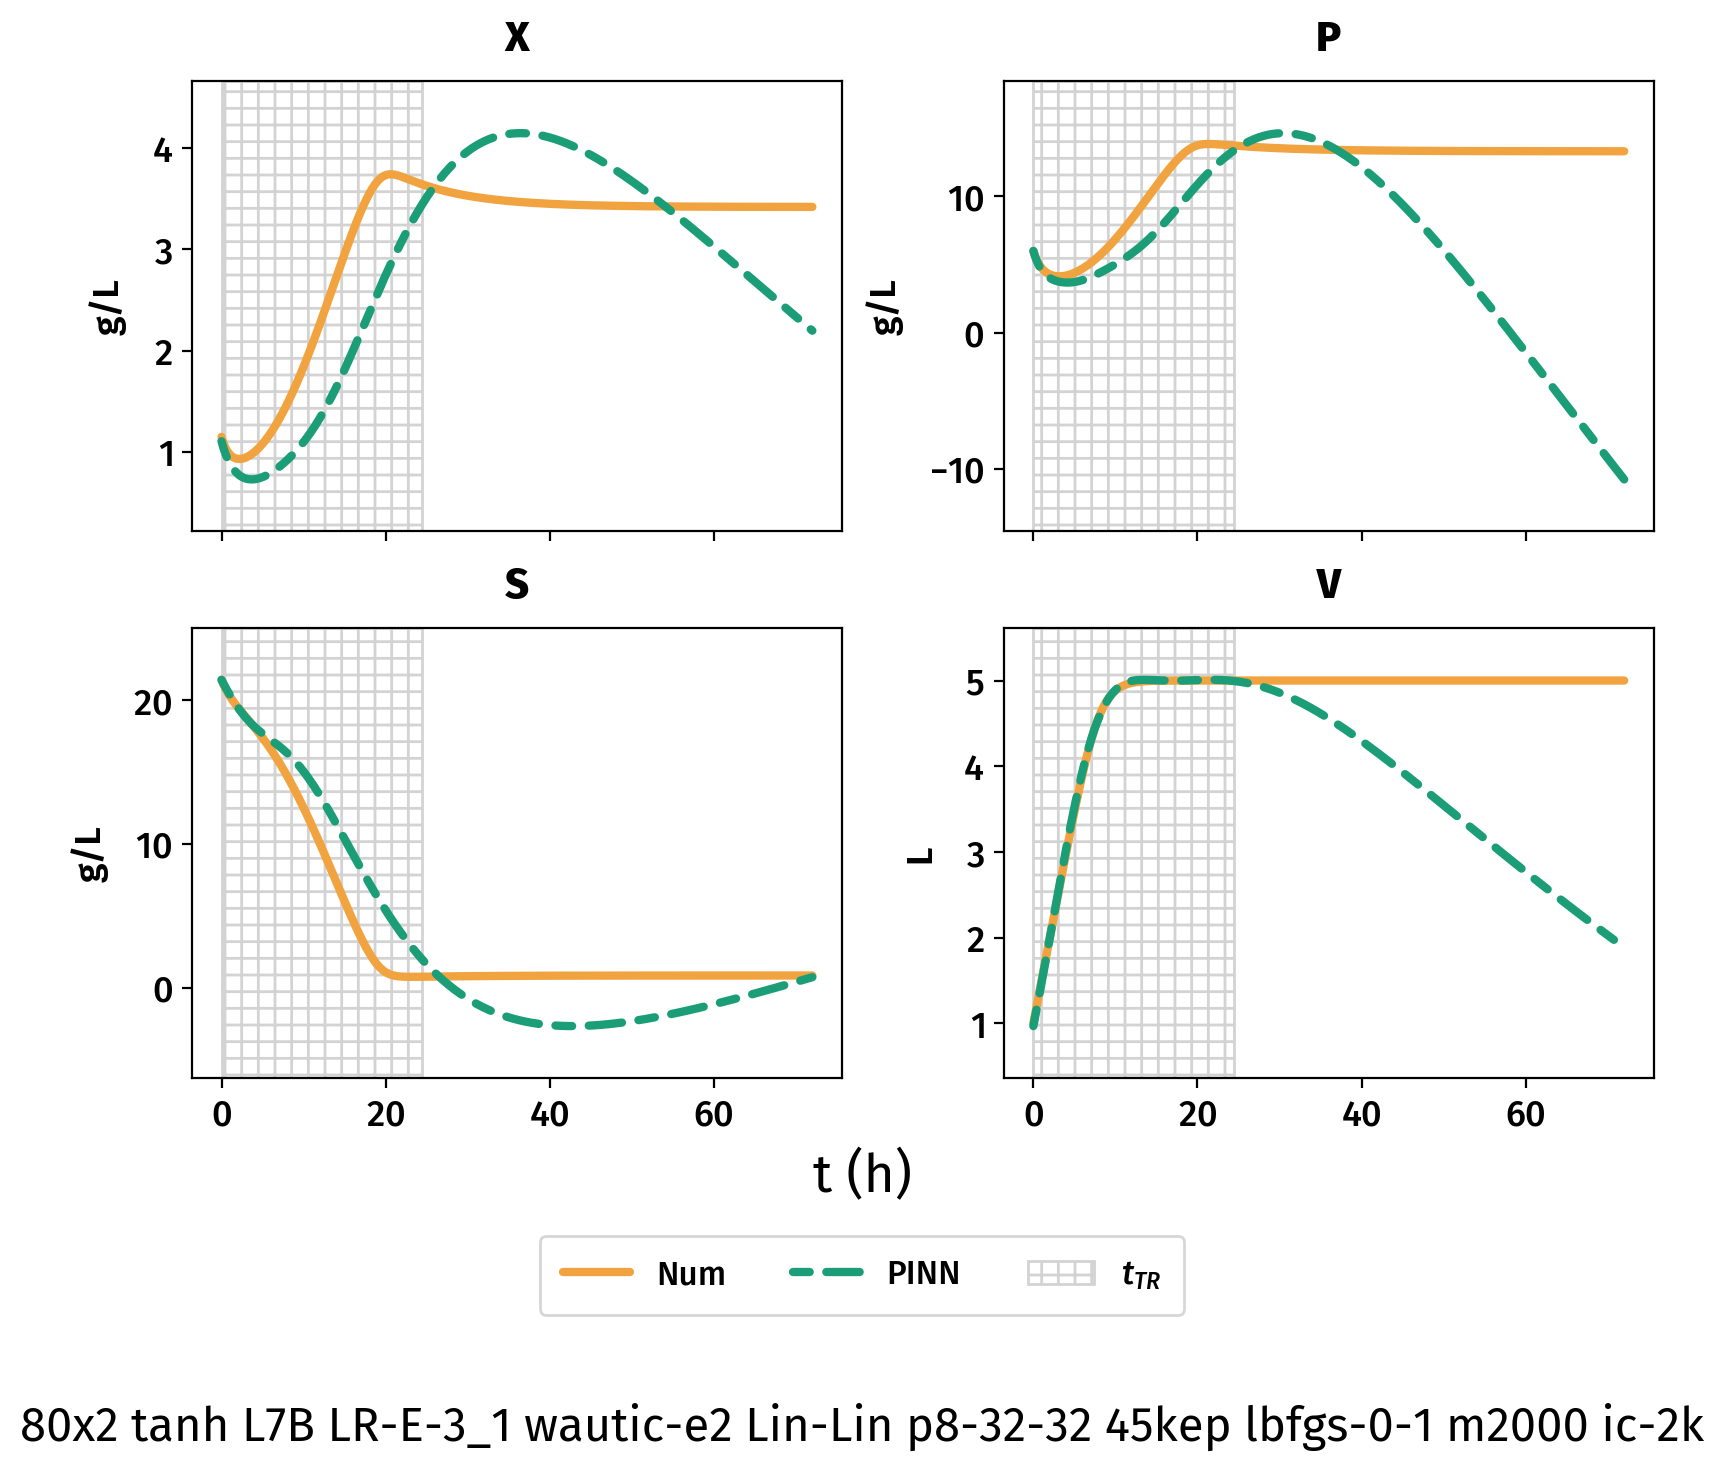 X
P
g/L
4
3
2
1
g/L
10
0
−10
S
V
g/L
20
10
0
L
5
4
3
2
1
0 20 40 60
0 20 40 60
t (h)
Num PINN t_TR
80x2 tanh L7B LR-E-3_1 wautic-e2 Lin-Lin p8-32-32 45kep lbfgs-0-1 m2000 ic-2k